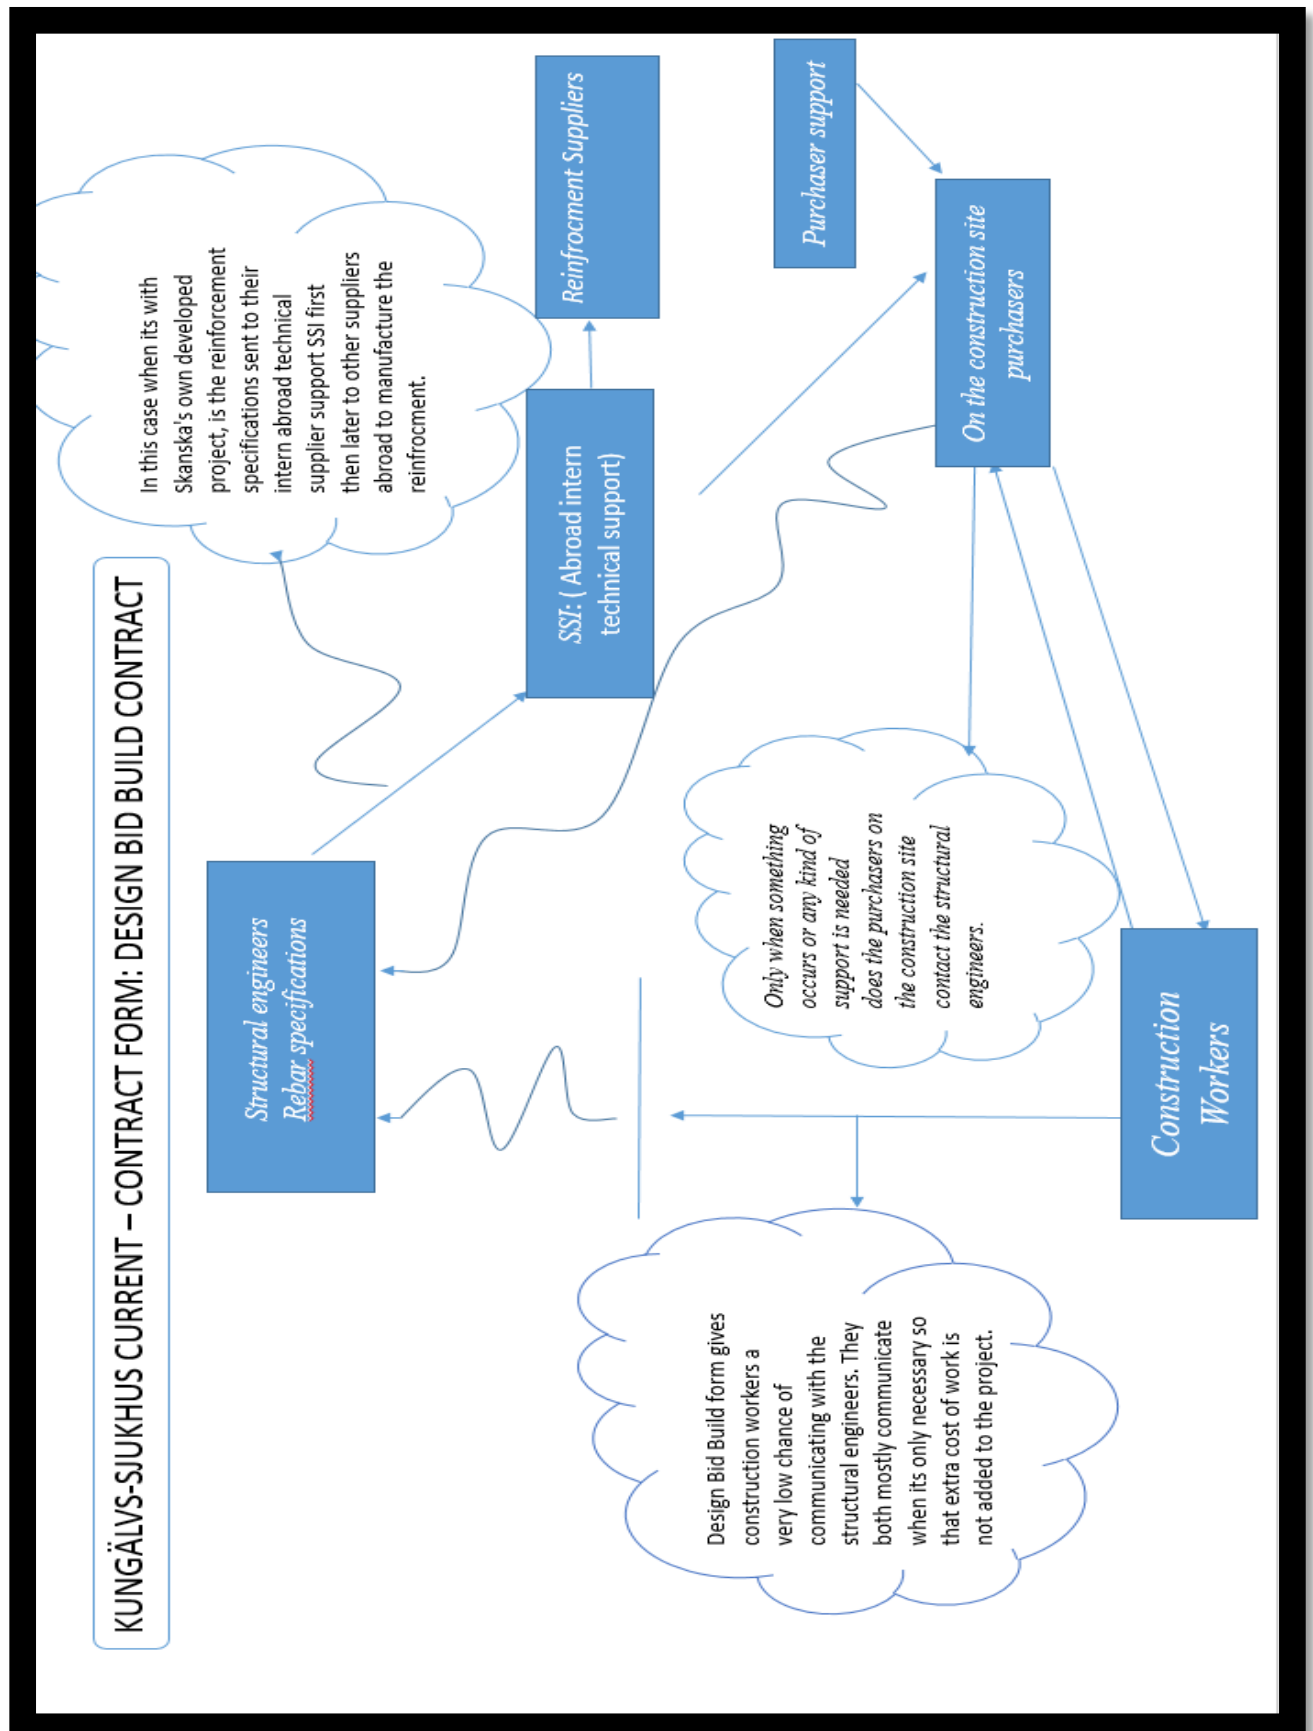 KUNGÄLVS-SJUKHUS CURRENT – CONTRACT FORM: DESIGN BID BUILD CONTRACT
Structural engineers
Rebar specifications
In this case when its with
Skanska's own developed
project, is the reinforcement
specifications sent to their
intern abroad technical
supplier support SSI first
then later to other suppliers
abroad to manufacture the
reinfrocment.
SSI: ( Abroad intern
technical support)
Reinfrocment Suppliers
Design Bid Build form gives
construction workers a
very low chance of
communicating with the
structural engineers. They
both mostly communicate
when its only necessary so
that extra cost of work is
not added to the project.
Only when something
occurs or any kind of
support is needed
does the purchasers on
the construction site
contact the structural
engineers.
Purchaser support
On the construction site
purchasers
Construction
Workers